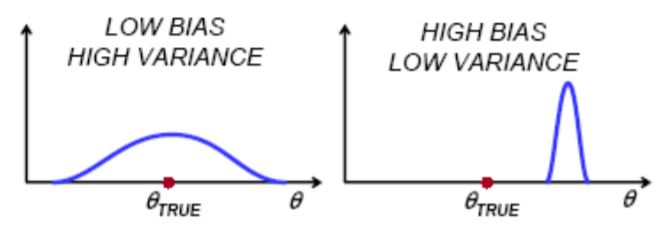 LOW BIAS
HIGH VARIANCE
θTRUE
θ
HIGH BIAS
LOW VARIANCE
θTRUE
θ